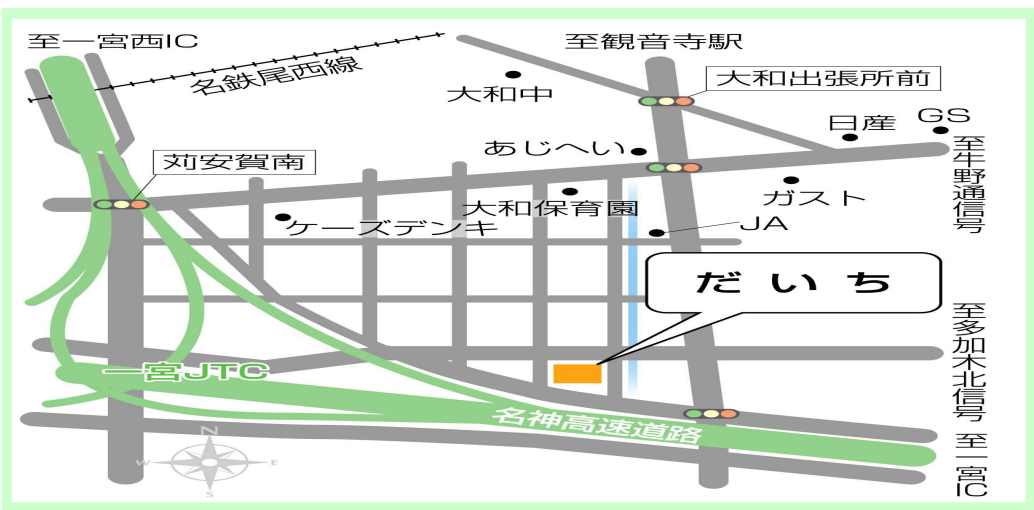 至一宮西IC
名鉄尾西線
至観音寺駅
大和中
大和出張所前
日産
GS
あじへい
至牛野通信号
苅安賀南
大和保育園
ガスト
ケーズデンキ
JA
だいち
至多加木北信号
一宮JTC
名神高速道路
至一宮IC
N
W
E
S